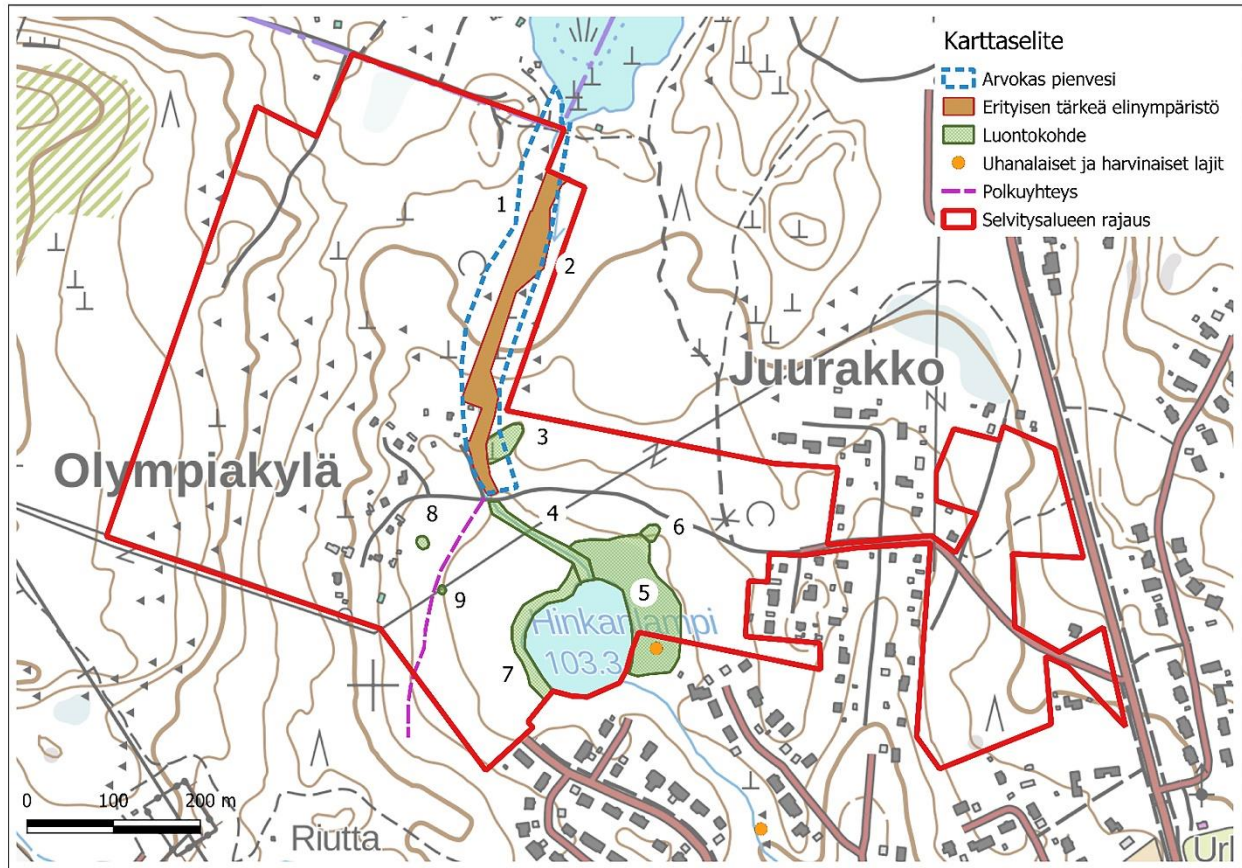 Karttaselite
Arvokas pienvesi
Erityisen tärkeä elinympäristö
Luontokohde
Uhanalaiset ja harvinaiset lajit
Polkuyhteys
Selvitysalueen rajaus
1
2
Juurakko
3
Olympiakylä
8
4
6
9
5
Hinkanlampi
103.3
7
0 100 200 m
Riutta
Url